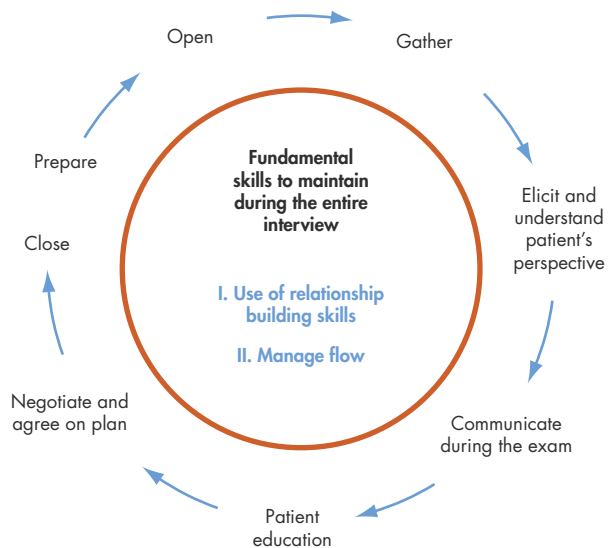 Open
Gather
Prepare
Fundamental
skills to maintain
during the entire
interview
Elicit and
understand
patient's
perspective
Close
I. Use of relationship
building skills
II. Manage flow
Negotiate and
agree on plan
Communicate
during the exam
Patient
education